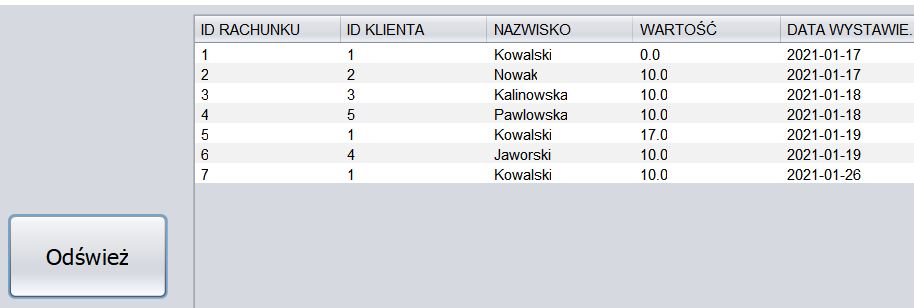 ID RACHUNKU ID KLIENTA NAZWISKO WARTOŚĆ DATA WYSTAWIE.
1 1 Kowalski 0.0 2021-01-17
2 2 Nowak 10.0 2021-01-17
3 3 Kalinowska 10.0 2021-01-18
4 5 Pawlowska 10.0 2021-01-18
5 1 Kowalski 17.0 2021-01-19
6 4 Jaworski 10.0 2021-01-19
7 1 Kowalski 10.0 2021-01-26
Odśwież